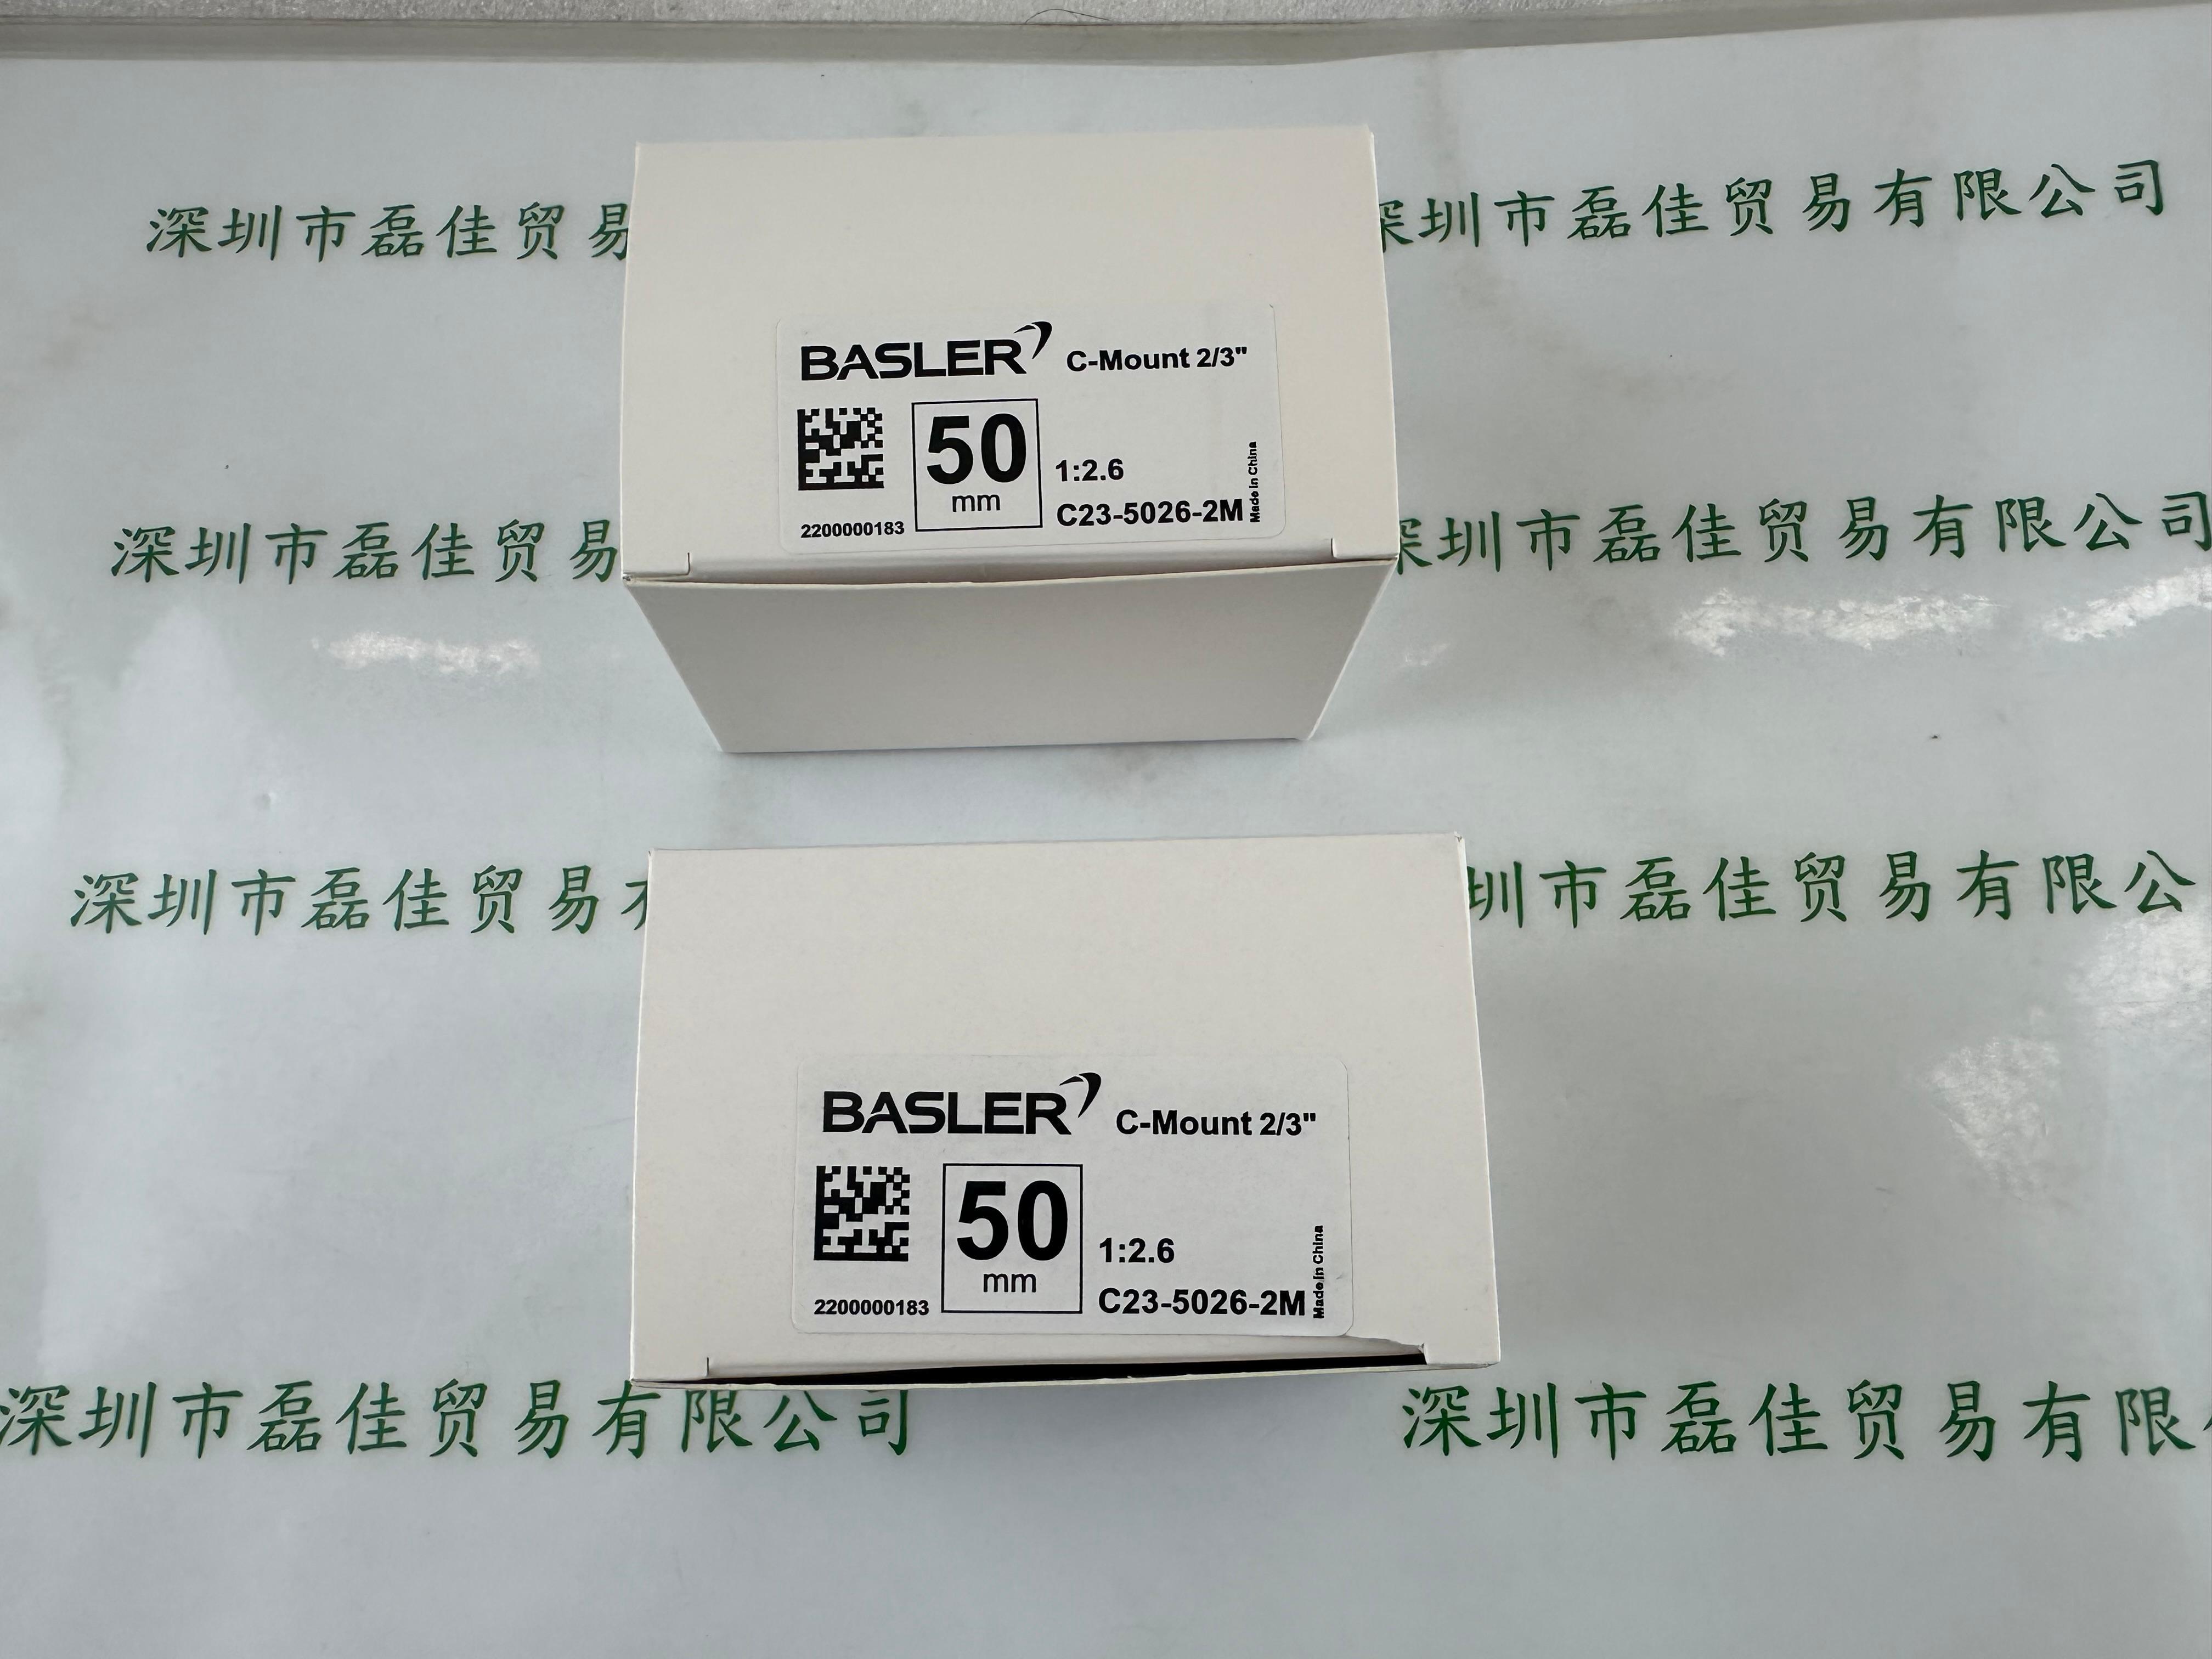 深圳市磊佳贸易
深圳市磊佳贸易有限公司
BASLER C-Mount 2/3"
50
mm
1:2.6
C23-5026-2M
Made in China
2200000183
深圳市磊佳贸易
深圳市磊佳贸易有限公司
深圳市磊佳贸易有
圳市磊佳贸易有限公
BASLER C-Mount 2/3"
50
mm
1:2.6
C23-5026-2M
Made in China
2200000183
深圳市磊佳贸易有限公司
深圳市磊佳贸易有限